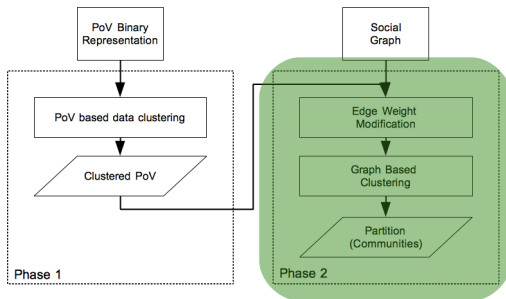 PoV Binary
Representation
PoV based data clustering
Clustered PoV
Phase 1
Social
Graph
Edge Weight
Modification
Graph Based
Clustering
Partition
(Communities)
Phase 2